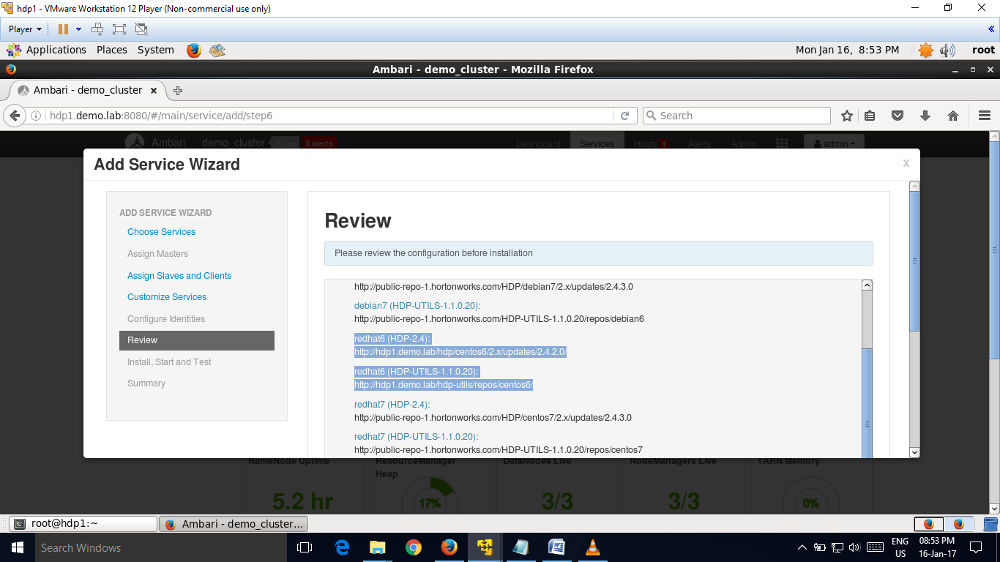 hdp1 - VMware Workstation 12 Player (Non-commercial use only)
Player
Applications Places System Mon Jan 16, 8:53 PM root
Ambari - demo_cluster - Mozilla Firefox
Ambari - demo_cluster
hdp1.demo.lab:8080/#/main/service/add/step6 Search
Ambari demo_cluster 0 ops 3 alerts Dashboard Services Hosts 1 Alerts Admin admin
Add Service Wizard x
ADD SERVICE WIZARD
Choose Services
Assign Masters
Assign Slaves and Clients
Customize Services
Configure Identities
Review
Install, Start and Test
Summary
Review
Please review the configuration before installation
http://public-repo-1.hortonworks.com/HDP/debian7/2.x/updates/2.4.3.0
debian7 (HDP-UTILS-1.1.0.20):
http://public-repo-1.hortonworks.com/HDP-UTILS-1.1.0.20/repos/debian6
redhat6 (HDP-2.4):
http://hdp1.demo.lab/hdp/centos6/2.x/updates/2.4.2.0/
redhat6 (HDP-UTILS-1.1.0.20):
http://hdp1.demo.lab/hdp-utils/repos/centos6/
redhat7 (HDP-2.4):
http://public-repo-1.hortonworks.com/HDP/centos7/2.x/updates/2.4.3.0
redhat7 (HDP-UTILS-1.1.0.20):
http://public-repo-1.hortonworks.com/HDP-UTILS-1.1.0.20/repos/centos7
NameNode Uptime ResourceManager DataNodes Live NodeManagers Live YARN Memory
Heap
5.2 hr 17% 3/3 3/3 0%
root@hdp1:~ Ambari - demo_cluster...
Search Windows
ENG 08:53 PM
US 16-Jan-17